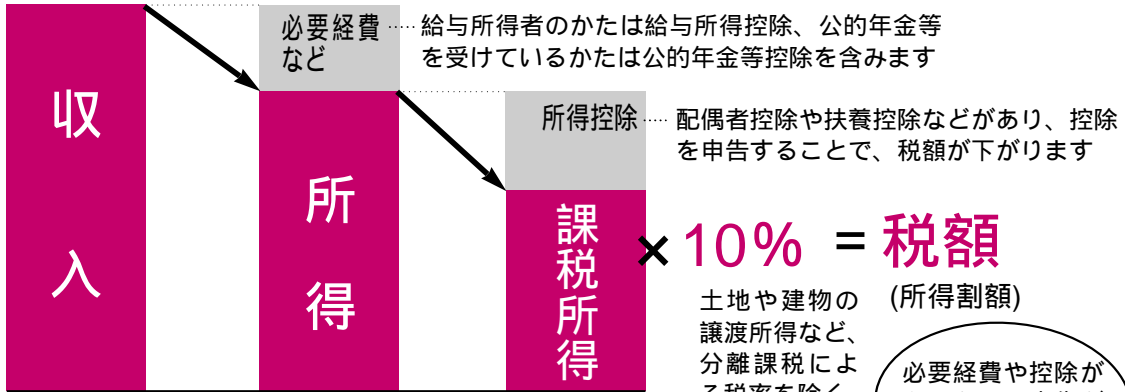 収入
必要経費
など
給与所得者のかたは給与所得控除、公的年金等
を受けているかたは公的年金等控除を含みます
所得
所得控除
配偶者控除や扶養控除などがあり、控除
を申告することで、税額が下がります
課税所得
×10% =税額
(所得割額)
土地や建物の
譲渡所得など、
分離課税によ
る税率を除く
必要経費や控除が